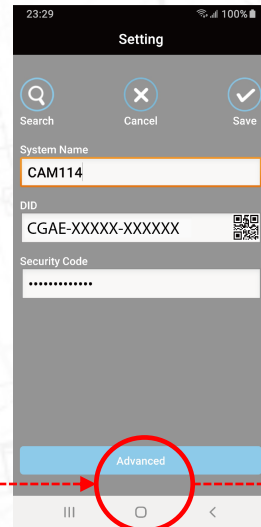 23:29 100%
Setting
Search Cancel Save
System Name
CAM114
DID
CGAE-XXXXX-XXXXXX
Security Code
•••••••••••••
Advanced